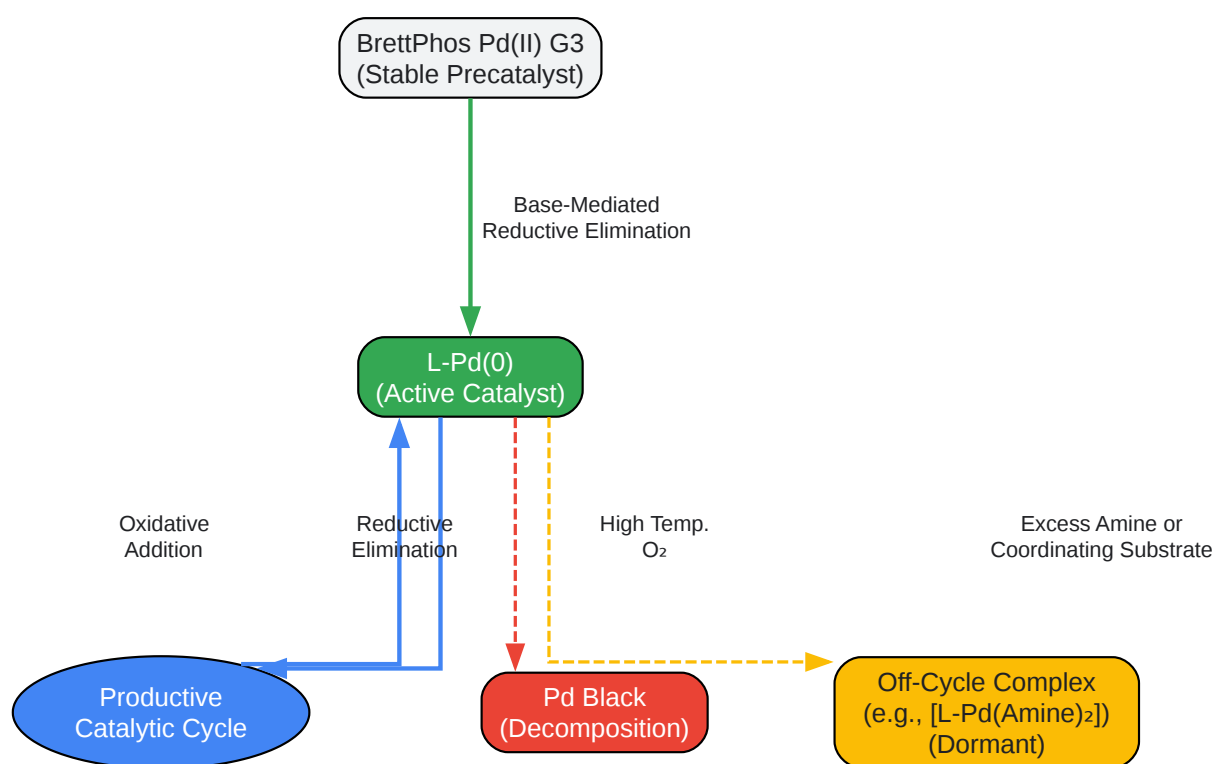 BrettPhos Pd(II) G3
(Stable Precatalyst)
Base-Mediated
Reductive Elimination
L-Pd(0)
(Active Catalyst)
Oxidative
Addition
Reductive
Elimination
High Temp.
O₂
Excess Amine or
Coordinating Substrate
Productive
Catalytic Cycle
Pd Black
(Decomposition)
Off-Cycle Complex
(e.g., [L-Pd(Amine)₂])
(Dormant)